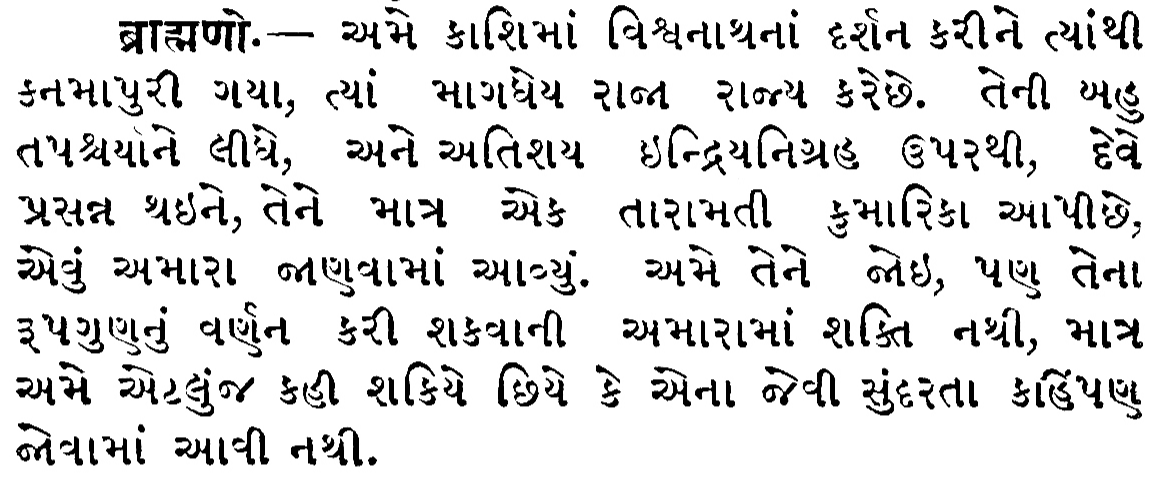 બ્રાહ્મણો.— અમે કાશિમાં વિશ્વનાથનાં દર્શન કરીને ત્યાંથી
કનમાપુરી ગયા, ત્યાં માગધેય રાજા રાજ્ય કરેછે. તેની બહુ
તપશ્ચર્યાને લીધે, અને અતિશય ઇન્દ્રિયનિગ્રહ ઉપરથી, દેવે
પ્રસન્ન થઇને, તેને માત્ર એક તારામતી કુમારિકા આપીછે,
એવું અમારા જાણવામાં આવ્યું. અમે તેને જોઇ, પણ તેના
રૂપગુણનું વર્ણન કરી શકવાની અમારામાં શક્તિ નથી, માત્ર
અમે એટલુંજ કહી શકિયે છિયે કે એના જેવી સુંદરતા કહિંપણ
જોવામાં આવી નથી.